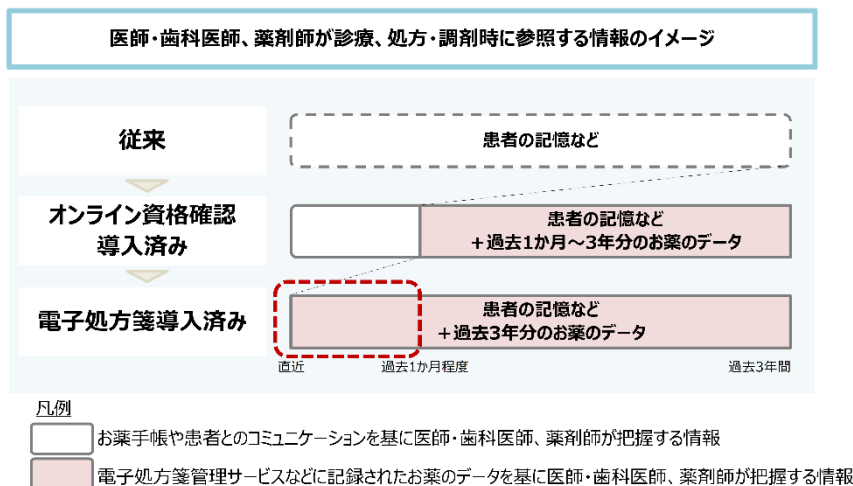 医師・歯科医師、薬剤師が診療、処方・調剤時に参照する情報のイメージ
従来
患者の記憶など
オンライン資格確認
導入済み
患者の記憶など
＋過去1か月～3年分のお薬のデータ
電子処方箋導入済み
患者の記憶など
＋過去3年分のお薬のデータ
直近
過去1か月程度
過去3年間
凡例
お薬手帳や患者とのコミュニケーションを基に医師・歯科医師、薬剤師が把握する情報
電子処方箋管理サービスなどに記録されたお薬のデータを基に医師・歯科医師、薬剤師が把握する情報